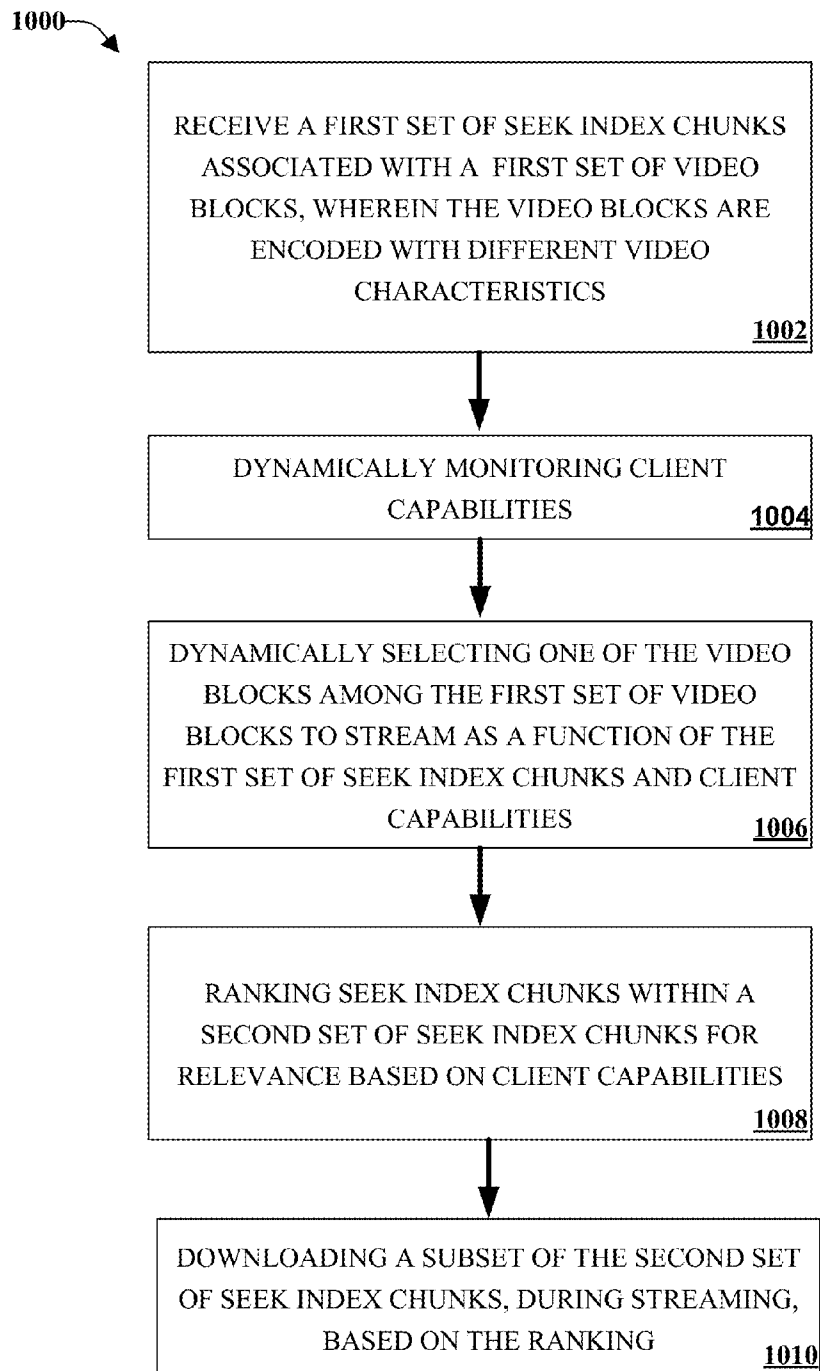 1000
RECEIVE A FIRST SET OF SEEK INDEX CHUNKS
ASSOCIATED WITH A FIRST SET OF VIDEO
BLOCKS, WHEREIN THE VIDEO BLOCKS ARE
ENCODED WITH DIFFERENT VIDEO
CHARACTERISTICS
1002
DYNAMICALLY MONITORING CLIENT
CAPABILITIES
1004
DYNAMICALLY SELECTING ONE OF THE VIDEO
BLOCKS AMONG THE FIRST SET OF VIDEO
BLOCKS TO STREAM AS A FUNCTION OF THE
FIRST SET OF SEEK INDEX CHUNKS AND CLIENT
CAPABILITIES
1006
RANKING SEEK INDEX CHUNKS WITHIN A
SECOND SET OF SEEK INDEX CHUNKS FOR
RELEVANCE BASED ON CLIENT CAPABILITIES
1008
DOWNLOADING A SUBSET OF THE SECOND SET
OF SEEK INDEX CHUNKS, DURING STREAMING,
BASED ON THE RANKING
1010